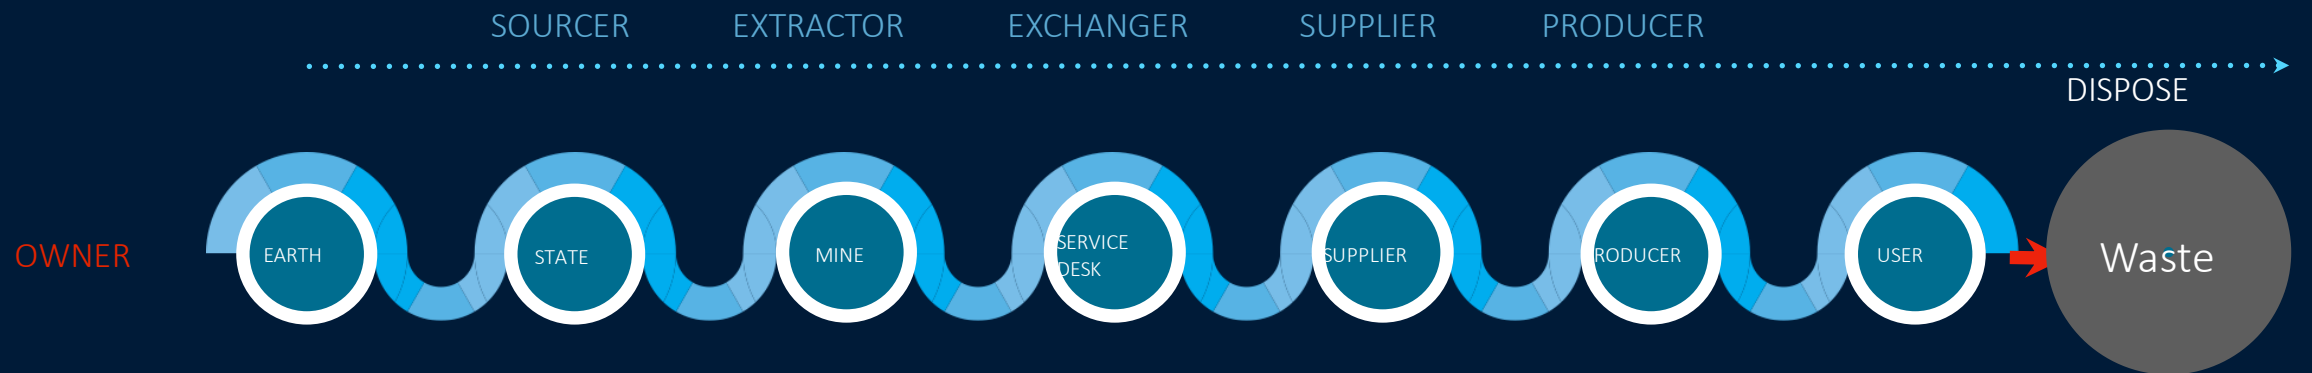 SOURCER EXTRACTOR EXCHANGER SUPPLIER PRODUCER
DISPOSE
OWNER
EARTH
STATE
MINE
SERVICE
DESK
SUPPLIER
RODUCER
USER
Waste